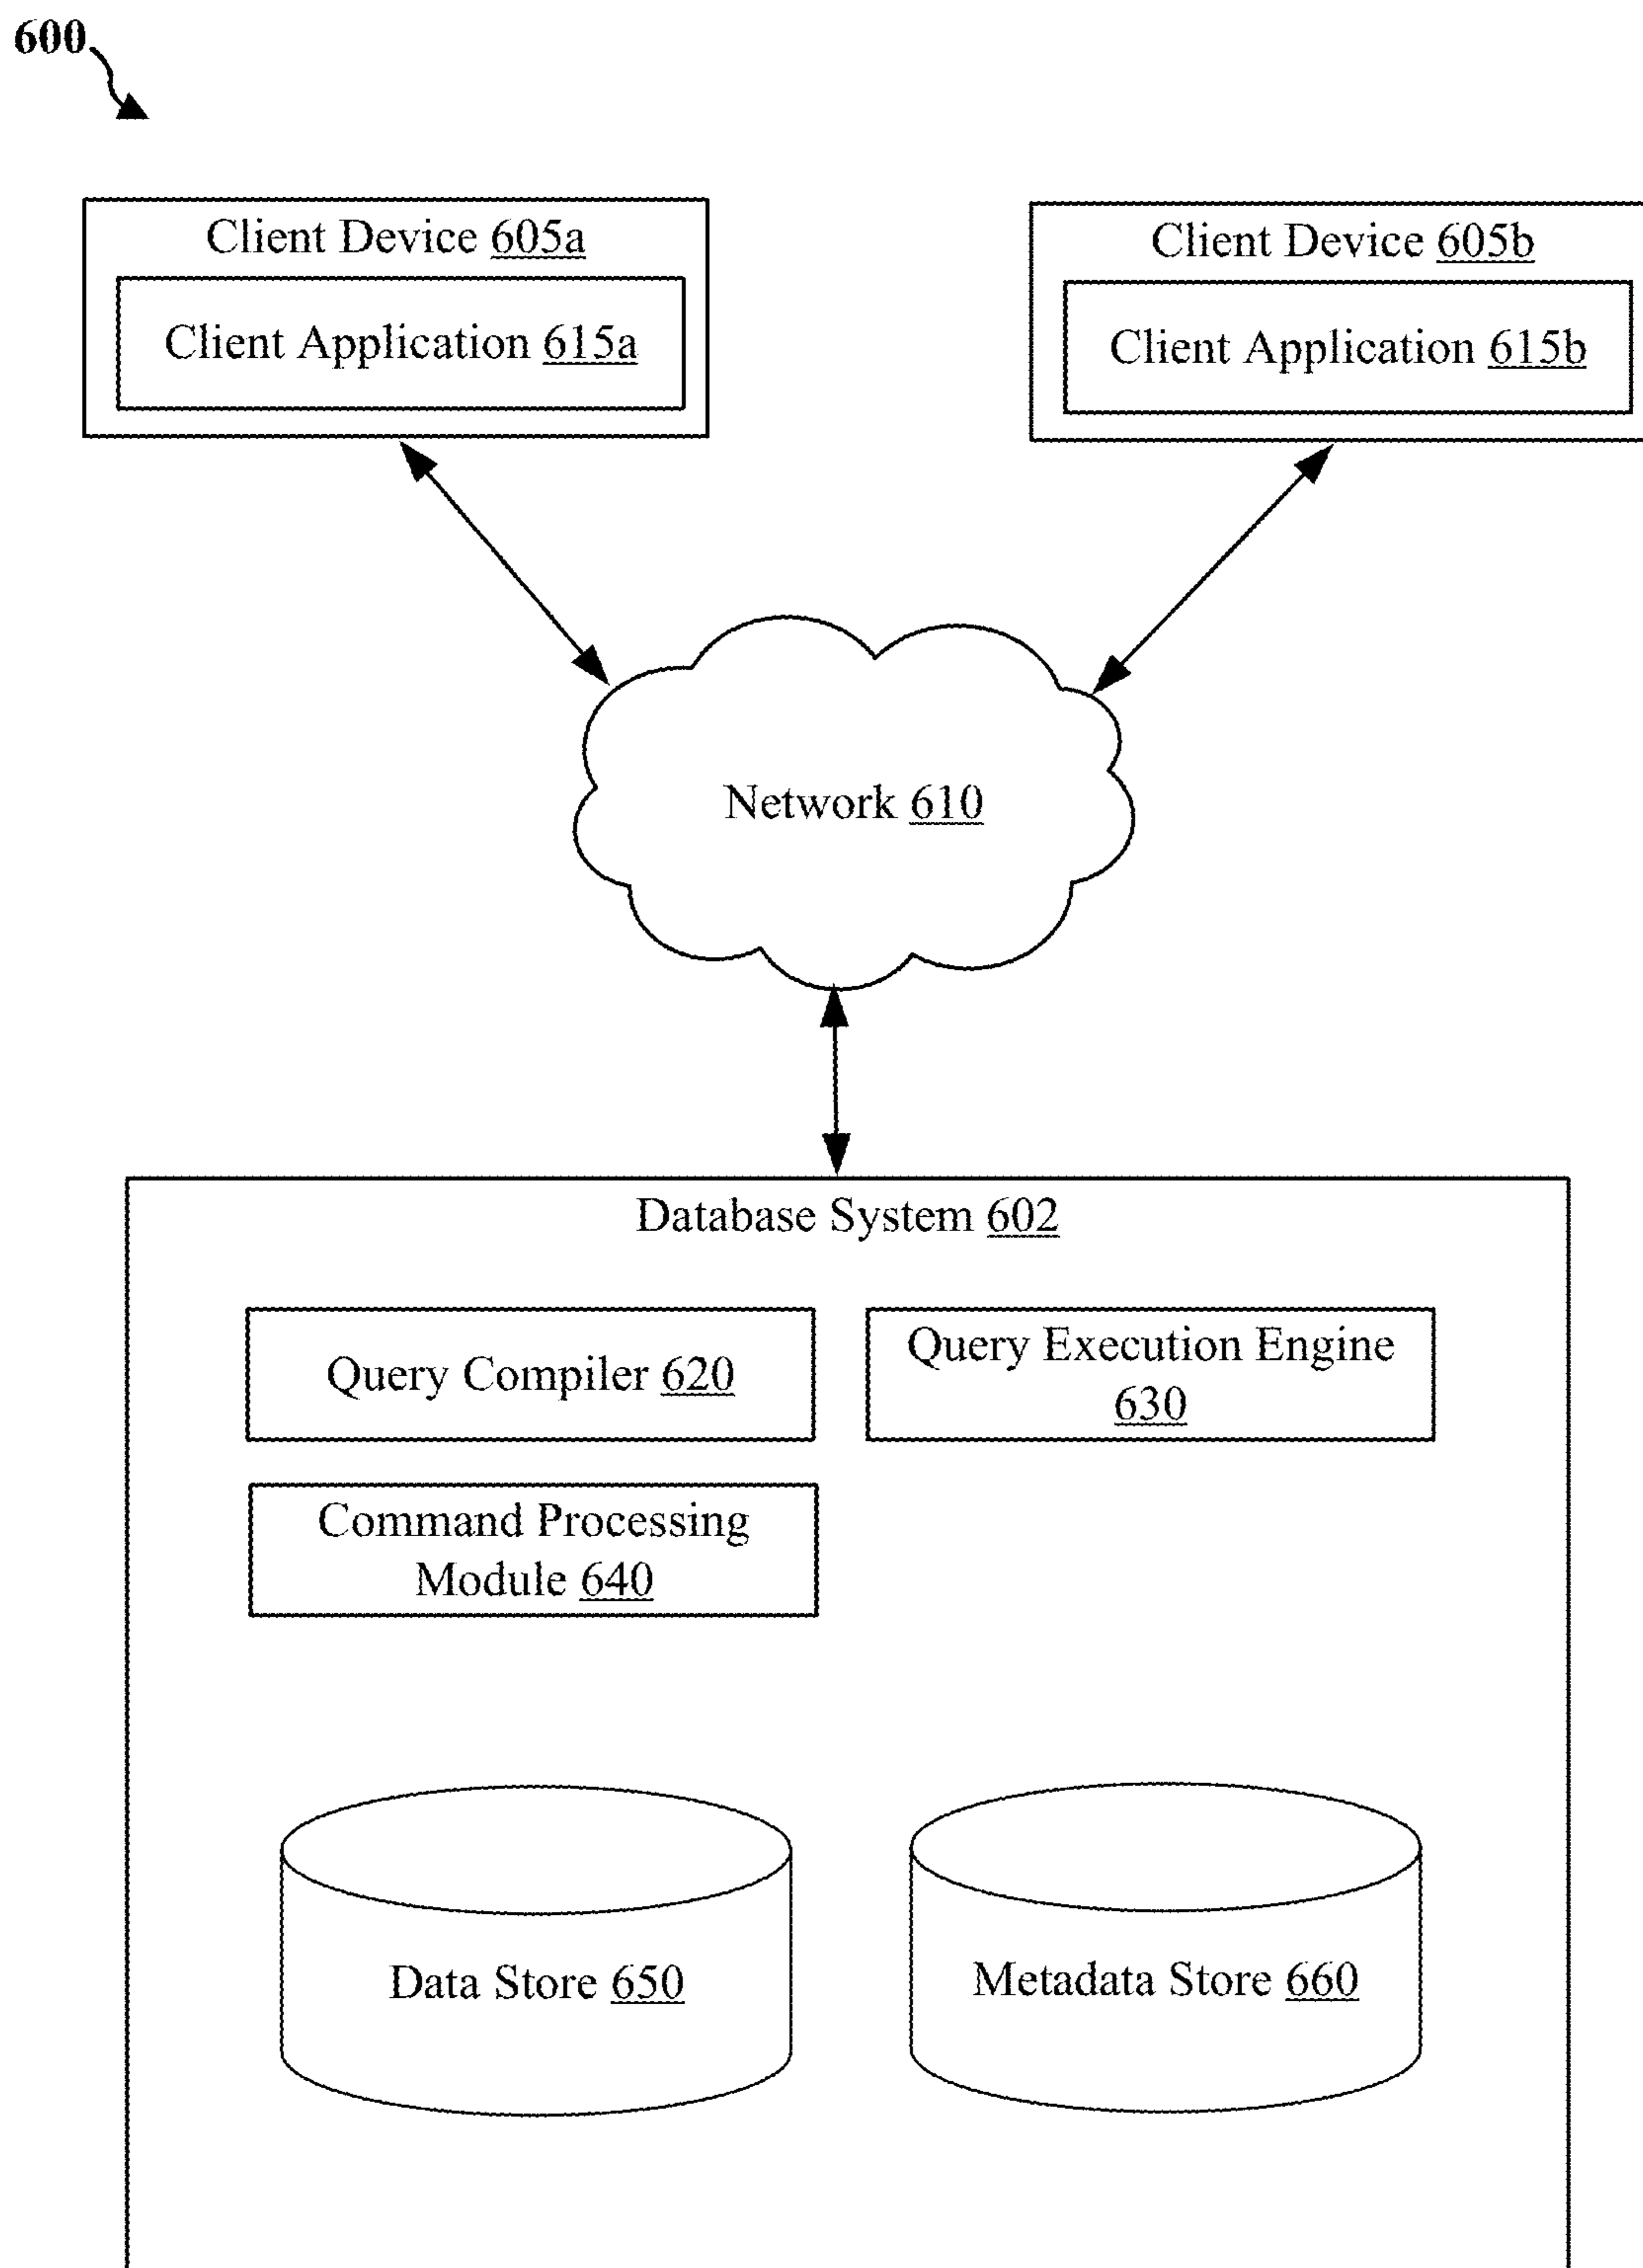 600
Client Device 605a
Client Application 615a
Client Device 605b
Client Application 615b
Network 610
Database System 602
Query Compiler 620
Query Execution Engine
630
Command Processing
Module 640
Data Store 650
Metadata Store 660